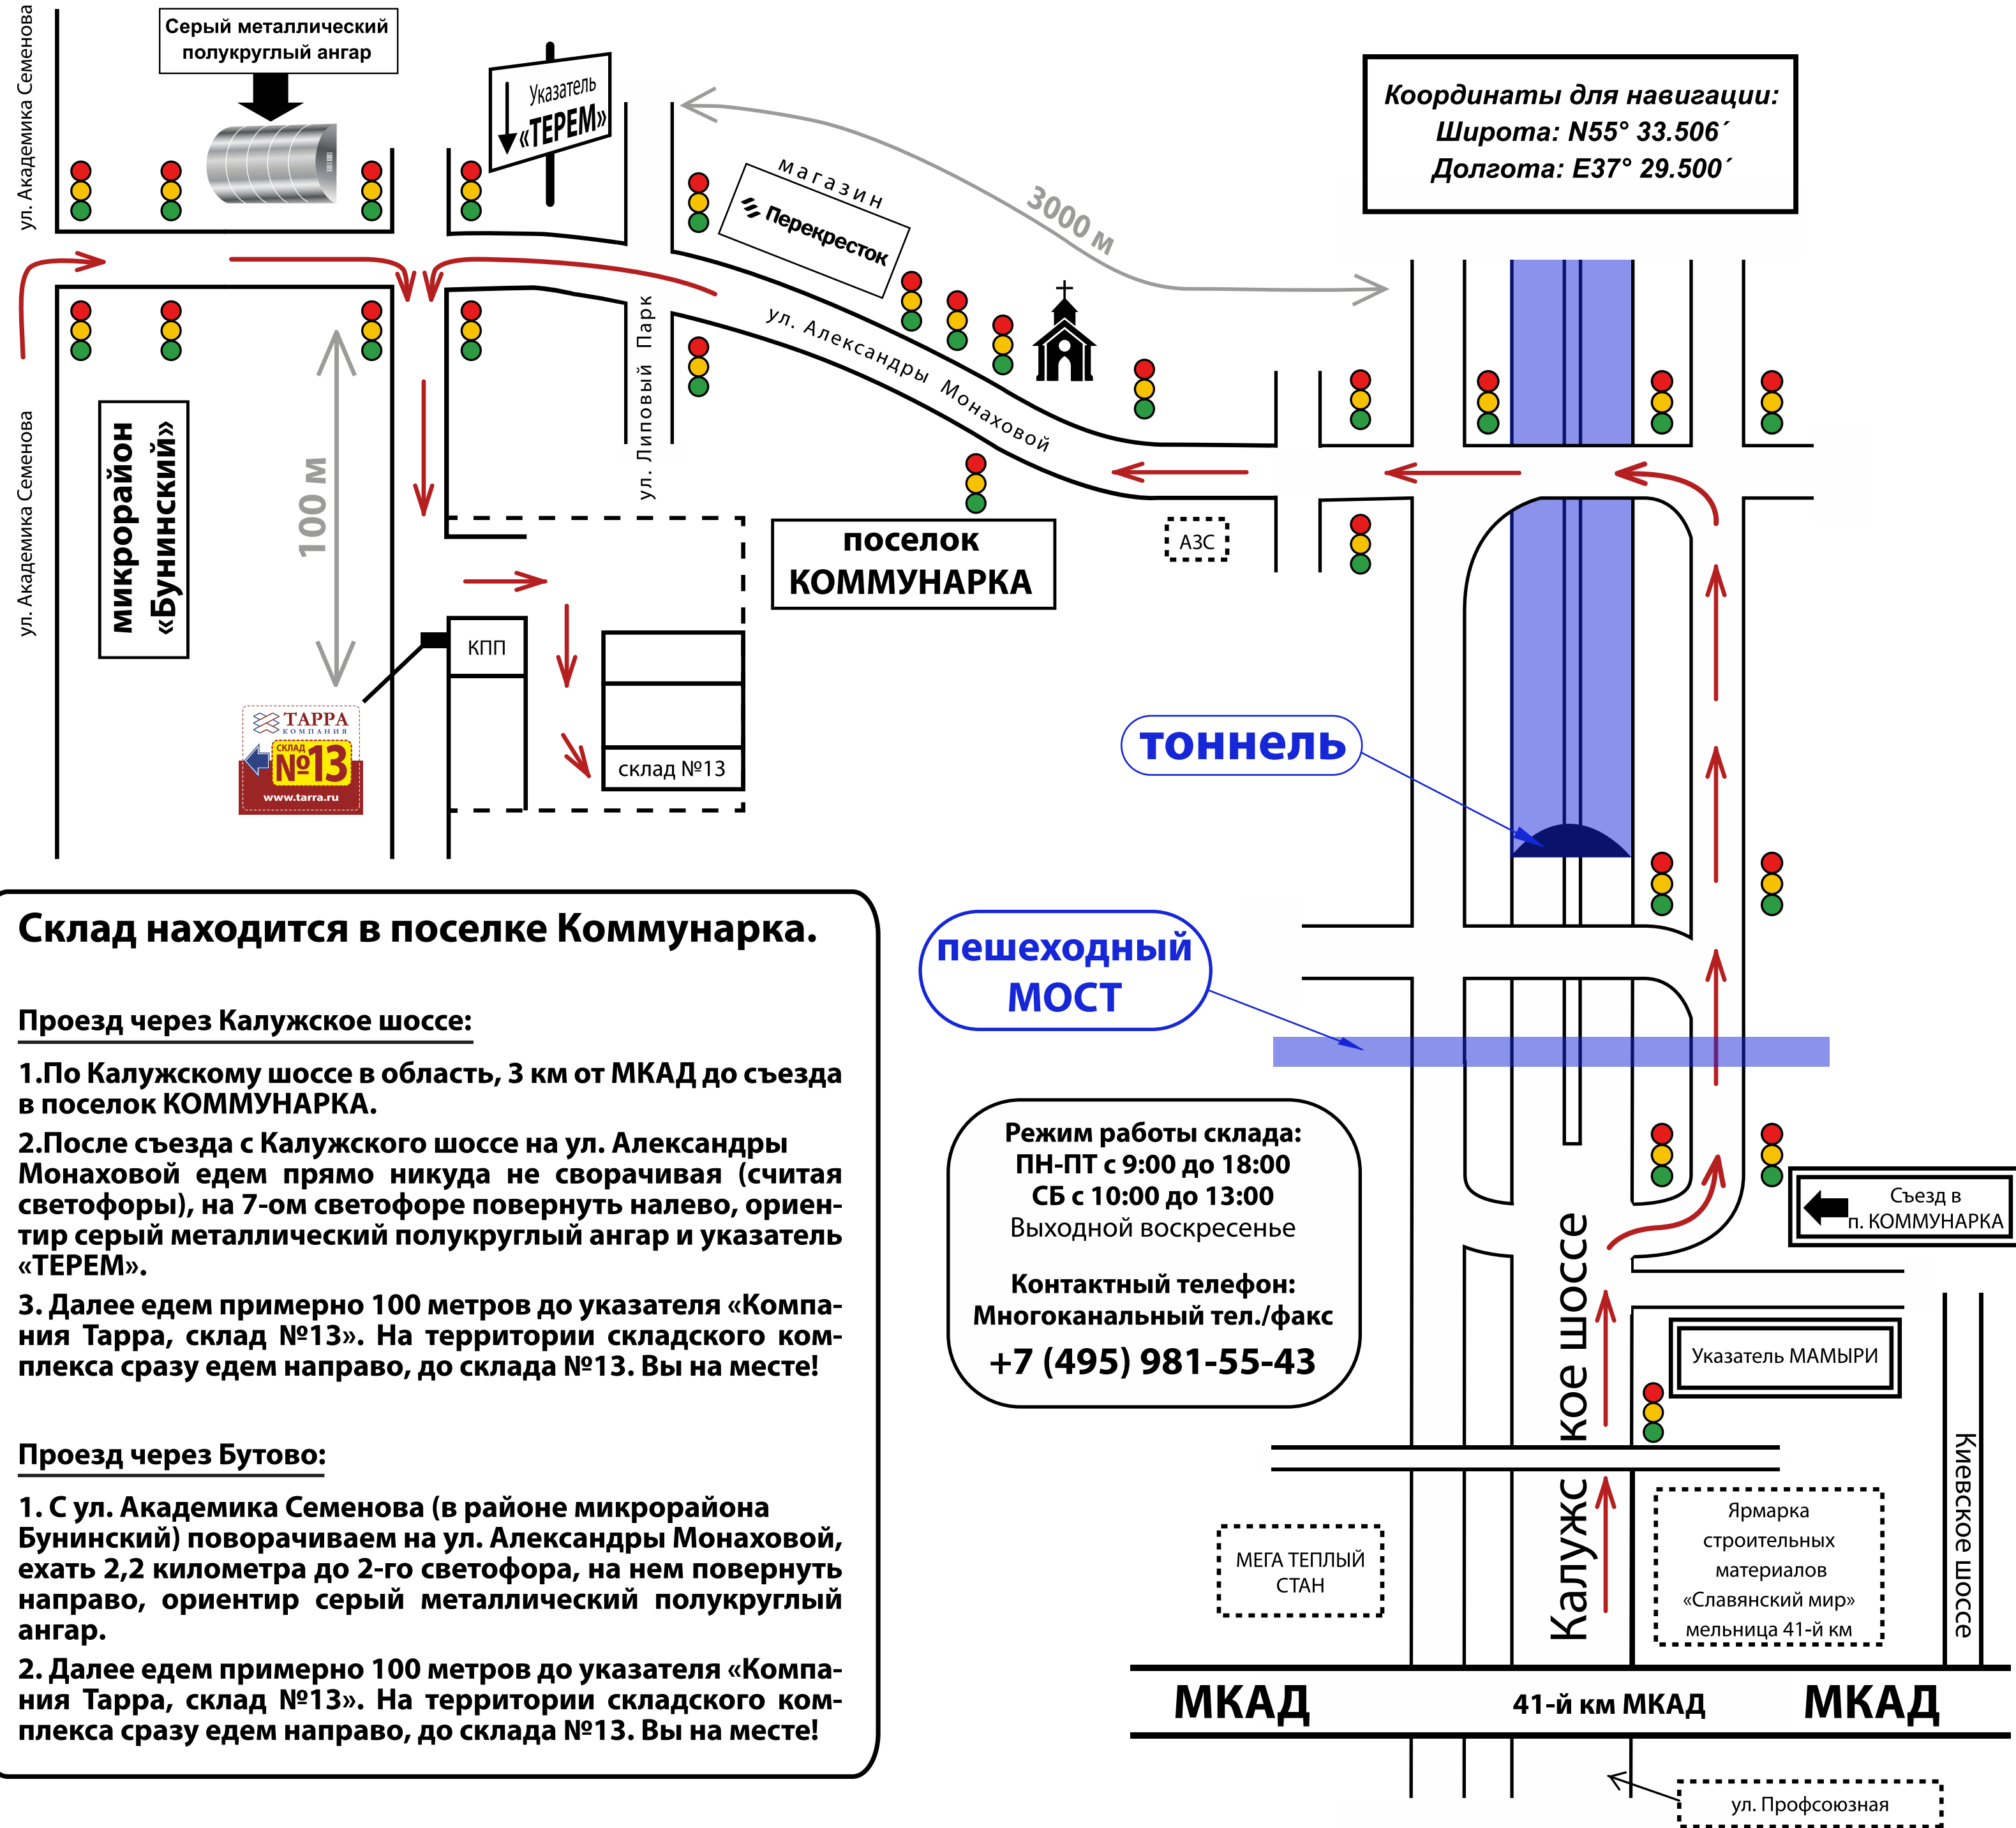 Серый металлический
полукруглый ангар
ул. Академика Семенова
Указатель
«ТЕРЕМ»
магазин
Перекресток
3000 м
Координаты для навигации:
Широта: N55° 33.506´
Долгота: E37° 29.500´
ул. Александры Монаховой
ул. Липовый Парк
ул. Академика Семенова
микрорайон
«Бунинский»
100 м
поселок
КОММУНАРКА
АЗС
КПП
ТАРРА
КОМПАНИЯ
СКЛАД
№13
www.tarra.ru
склад №13
тоннель
пешеходный
МОСТ
Склад находится в поселке Коммунарка.
Проезд через Калужское шоссе:
1.По Калужскому шоссе в область, 3 км от МКАД до съезда
в поселок КОММУНАРКА.
2.После съезда с Калужского шоссе на ул. Александры
Монаховой едем прямо никуда не сворачивая (считая
светофоры), на 7-ом светофоре повернуть налево, ориен-
тир серый металлический полукруглый ангар и указатель
«ТЕРЕМ».
3. Далее едем примерно 100 метров до указателя «Компа-
ния Тарра, склад №13». На территории складского ком-
плекса сразу едем направо, до склада №13. Вы на месте!
Проезд через Бутово:
1. С ул. Академика Семенова (в районе микрорайона
Бунинский) поворачиваем на ул. Александры Монаховой,
ехать 2,2 километра до 2-го светофора, на нем повернуть
направо, ориентир серый металлический полукруглый
ангар.
2. Далее едем примерно 100 метров до указателя «Компа-
ния Тарра, склад №13». На территории складского ком-
плекса сразу едем направо, до склада №13. Вы на месте!
Режим работы склада:
ПН-ПТ с 9:00 до 18:00
СБ с 10:00 до 13:00
Выходной воскресенье
Контактный телефон:
Многоканальный тел./факс
+7 (495) 981-55-43
Съезд в
п. КОММУНАРКА
Указатель МАМЫРИ
Калужс кое шоссе
Киевское шоссе
МЕГА ТЕПЛЫЙ
СТАН
Ярмарка
строительных
материалов
«Славянский мир»
мельница 41-й км
МКАД
41-й км МКАД
МКАД
ул. Профсоюзная